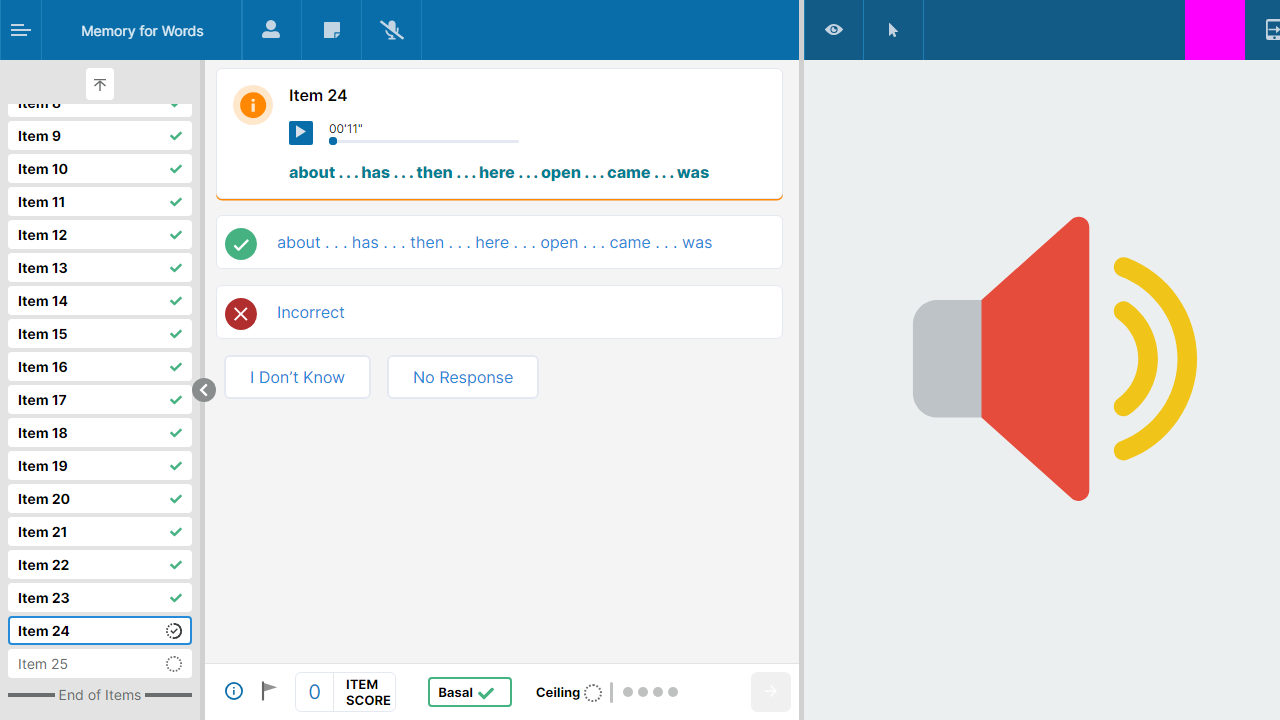 Memory for Words
Item 8
Item 9
Item 10
Item 11
Item 12
Item 13
Item 14
Item 15
Item 16
Item 17
Item 18
Item 19
Item 20
Item 21
Item 22
Item 23
Item 24
Item 25
End of Items
Item 24
00'11"
about . . . has . . . then . . . here . . . open . . . came . . . was
about . . . has . . . then . . . here . . . open . . . came . . . was
Incorrect
I Don’t Know
No Response
0
ITEM
SCORE
Basal
Ceiling